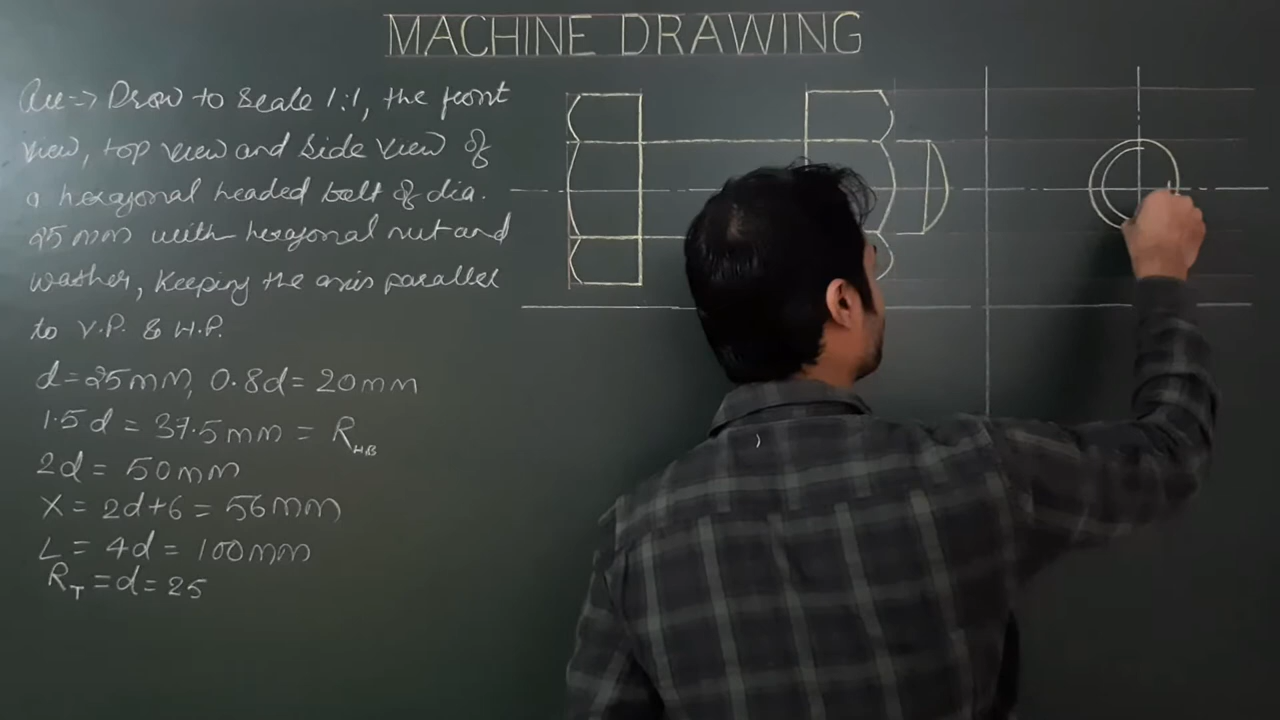 MACHINE DRAWING
Que => Draw to Scale 1:1, the front
view, top view and side view of
a hexagonal headed bolt of dia.
25 mm with hexagonal nut and
washer, Keeping the axis parallel
to V.P. & H.P.
d = 25 mm, 0.8d = 20 mm
1.5 d = 37.5 mm = R_HB
2d = 50 mm
X = 2d+6 = 56 mm
L = 4d = 100 mm
R_T = d = 25